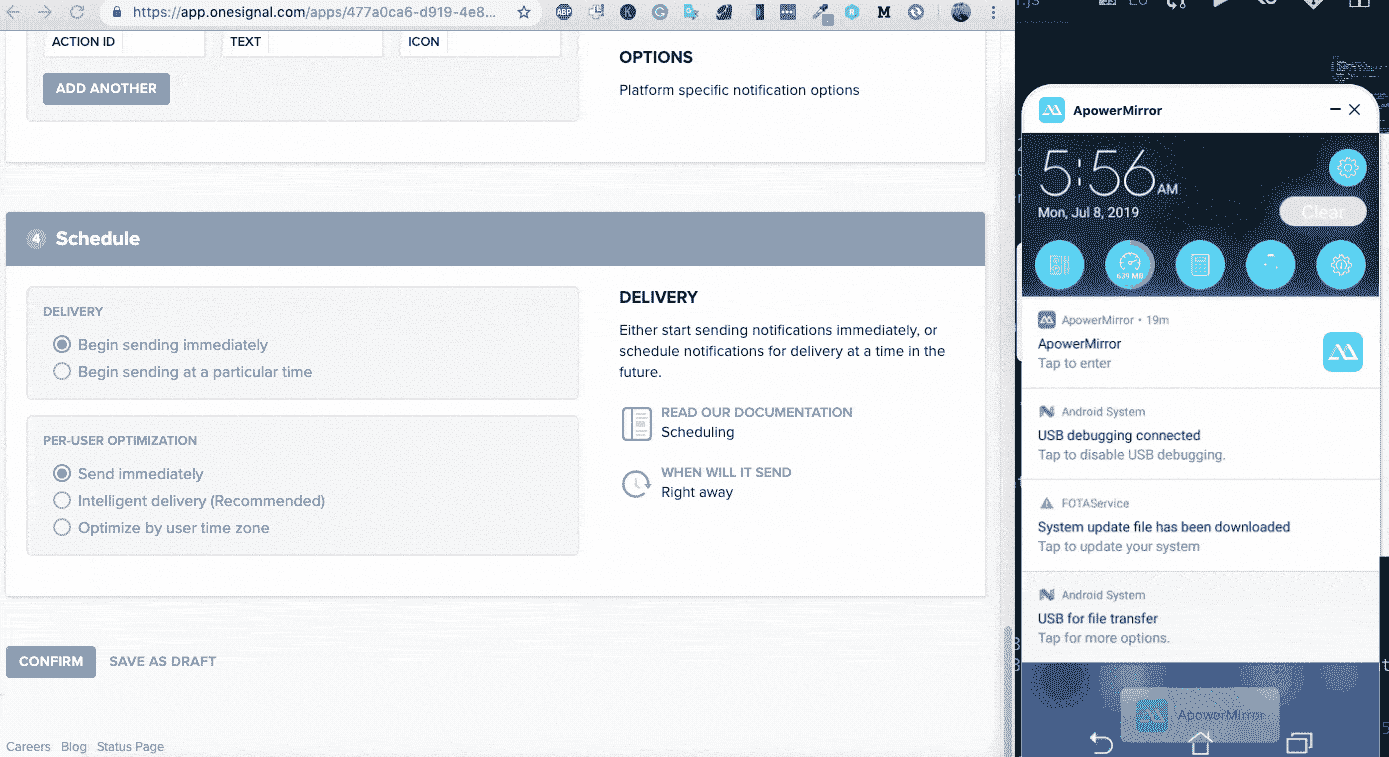 https://app.onesignal.com/apps/477a0ca6-d919-4e8...
ABP
M
ACTION ID
TEXT
ICON
ADD ANOTHER
OPTIONS
Platform specific notification options
4 Schedule
DELIVERY
Begin sending immediately
Begin sending at a particular time
PER-USER OPTIMIZATION
Send immediately
Intelligent delivery (Recommended)
Optimize by user time zone
DELIVERY
Either start sending notifications immediately, or
schedule notifications for delivery at a time in the
future.
READ OUR DOCUMENTATION
Scheduling
WHEN WILL IT SEND
Right away
CONFIRM
SAVE AS DRAFT
Careers Blog Status Page
ApowerMirror
5:56 AM
Mon, Jul 8, 2019
Clear
ApowerMirror • 19m
ApowerMirror
Tap to enter
Android System
USB debugging connected
Tap to disable USB debugging.
FOTAService
System update file has been downloaded
Tap to update your system
Android System
USB for file transfer
Tap for more options.
ApowerMirror